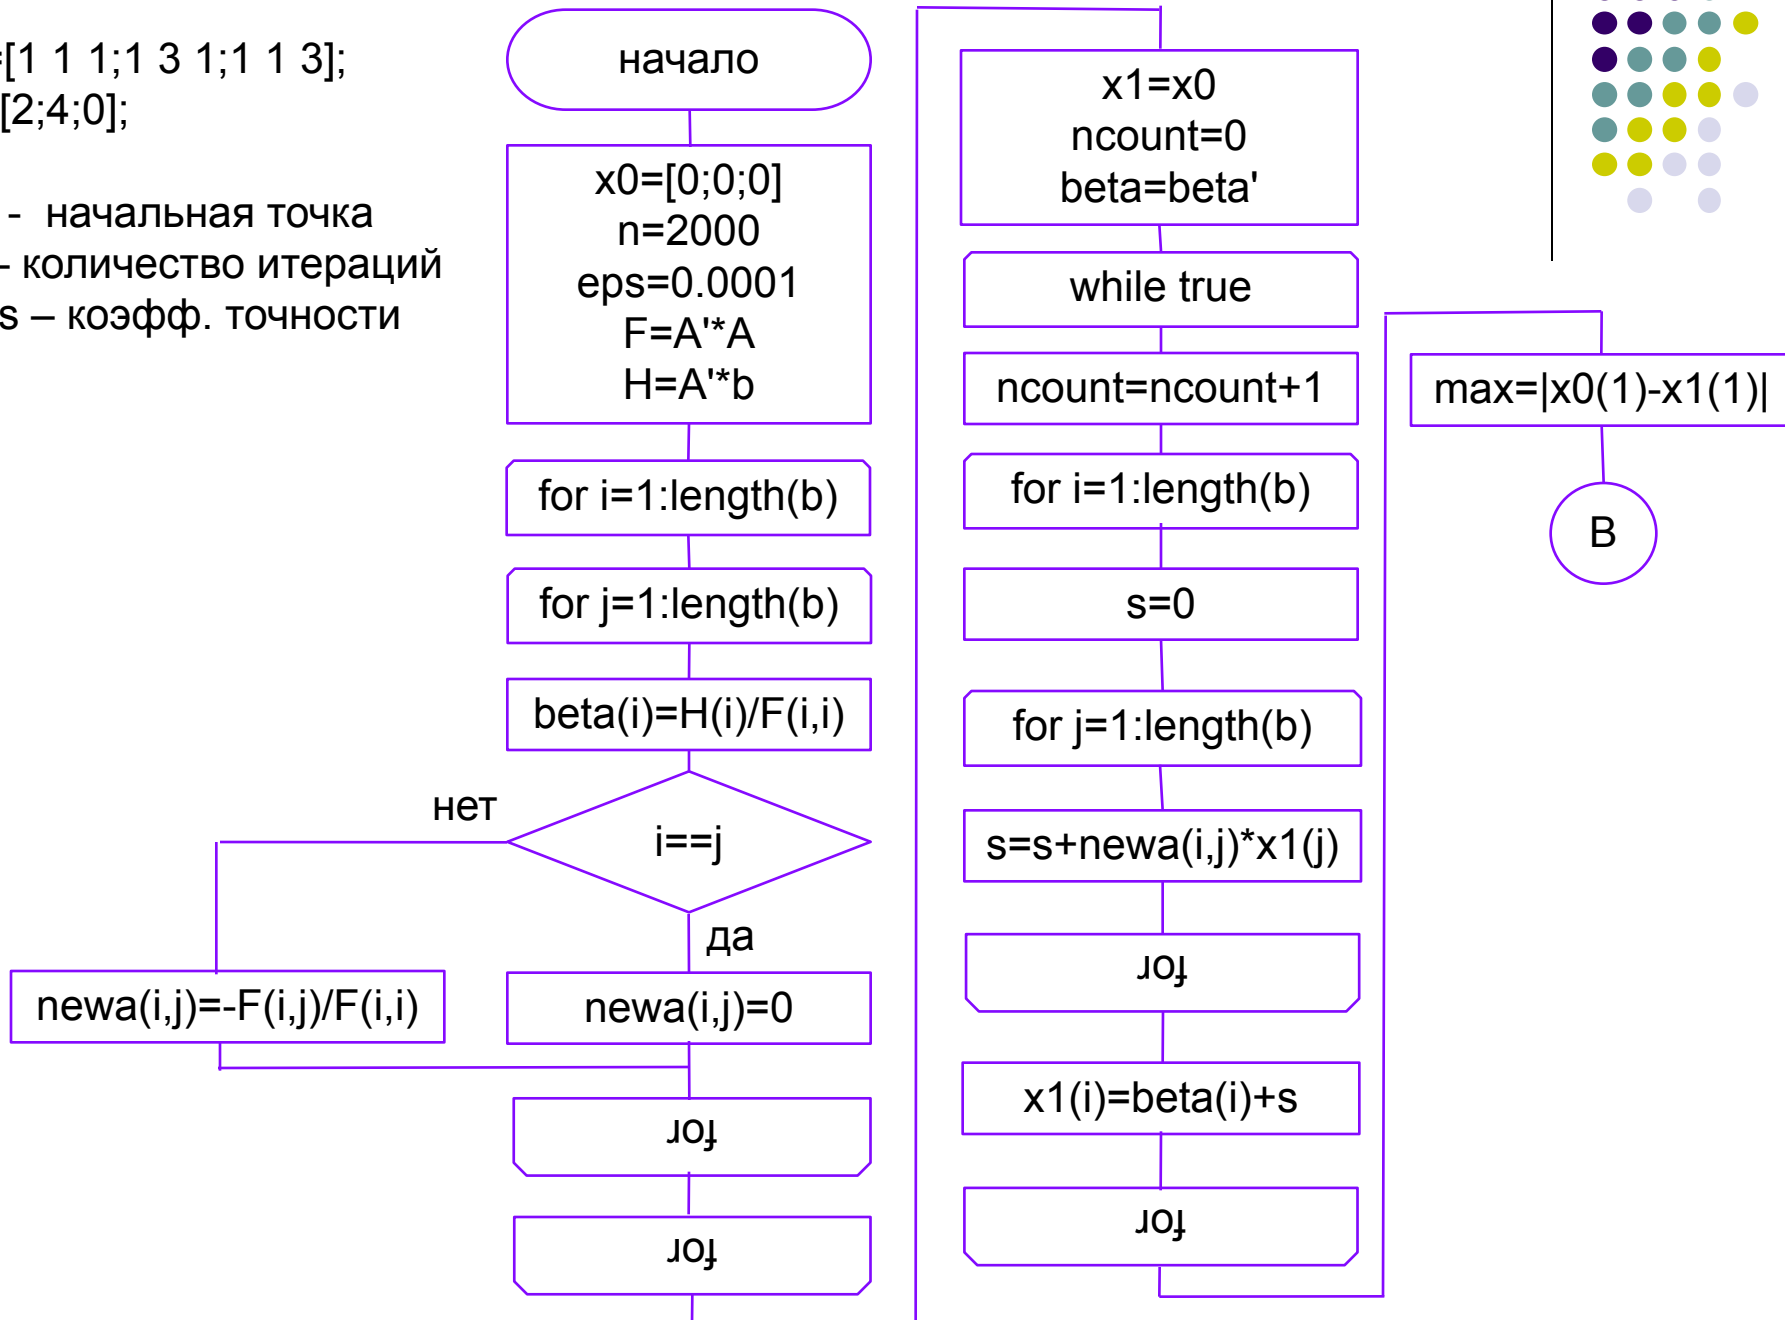 =[1 1 1;1 3 1;1 1 3];
[2;4;0];
- начальная точка
– количество итераций
s – коэфф. точности
начало
x0=[0;0;0]
n=2000
eps=0.0001
F=A'*A
H=A'*b
for i=1:length(b)
for j=1:length(b)
beta(i)=H(i)/F(i,i)
i==j
нет
да
newa(i,j)=-F(i,j)/F(i,i)
newa(i,j)=0
for
for
x1=x0
ncount=0
beta=beta'
while true
ncount=ncount+1
for i=1:length(b)
s=0
for j=1:length(b)
s=s+newa(i,j)*x1(j)
for
x1(i)=beta(i)+s
for
max=|x0(1)-x1(1)|
B